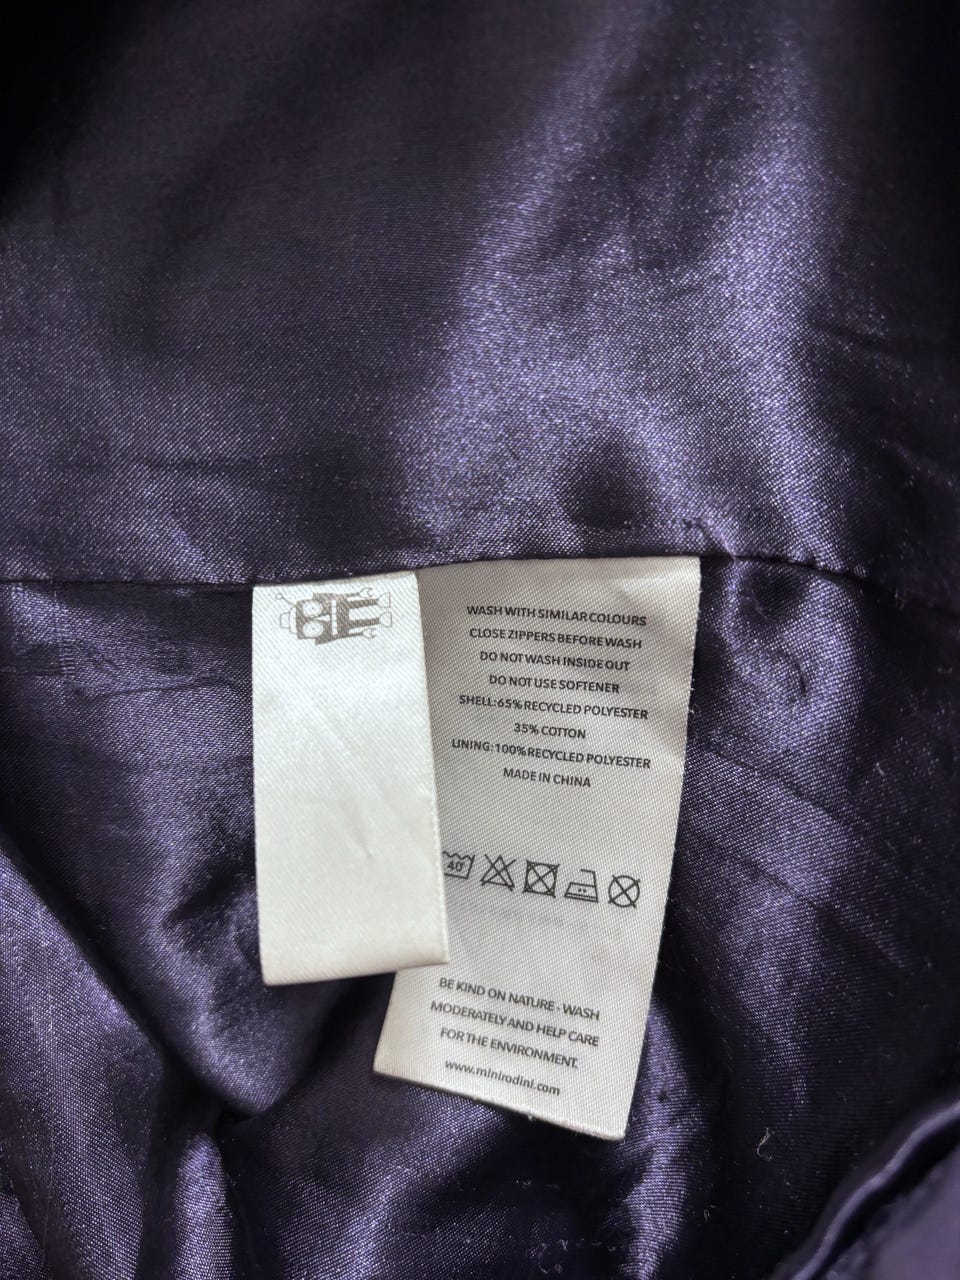 WASH WITH SIMILAR COLOURS
CLOSE ZIPPERS BEFORE WASH
DO NOT WASH INSIDE OUT
DO NOT USE SOFTENER
SHELL: 65% RECYCLED POLYESTER
35% COTTON
LINING: 100% RECYCLED POLYESTER
MADE IN CHINA
40
BE KIND ON NATURE - WASH
MODERATELY AND HELP CARE
FOR THE ENVIRONMENT.
www.minirodini.com